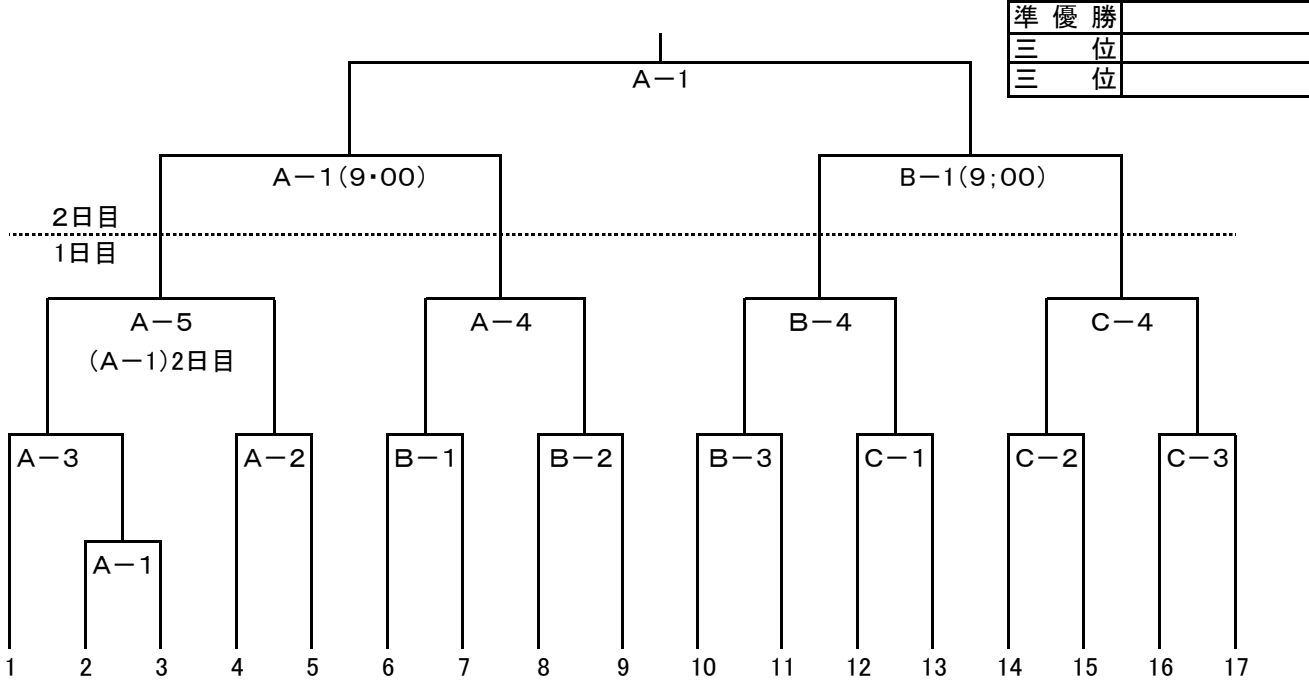 準 優 勝
三 位
三 位
A－1
A－1(9・00)
B－1(9;00)
2日目
1日目
A－5
A－4
B－4
C－4
(A－1)2日目
A－3
A－2
B－1
B－2
B－3
C－1
C－2
C－3
A－1
1 2 3 4 5 6 7 8 9 10 11 12 13 14 15 16 17